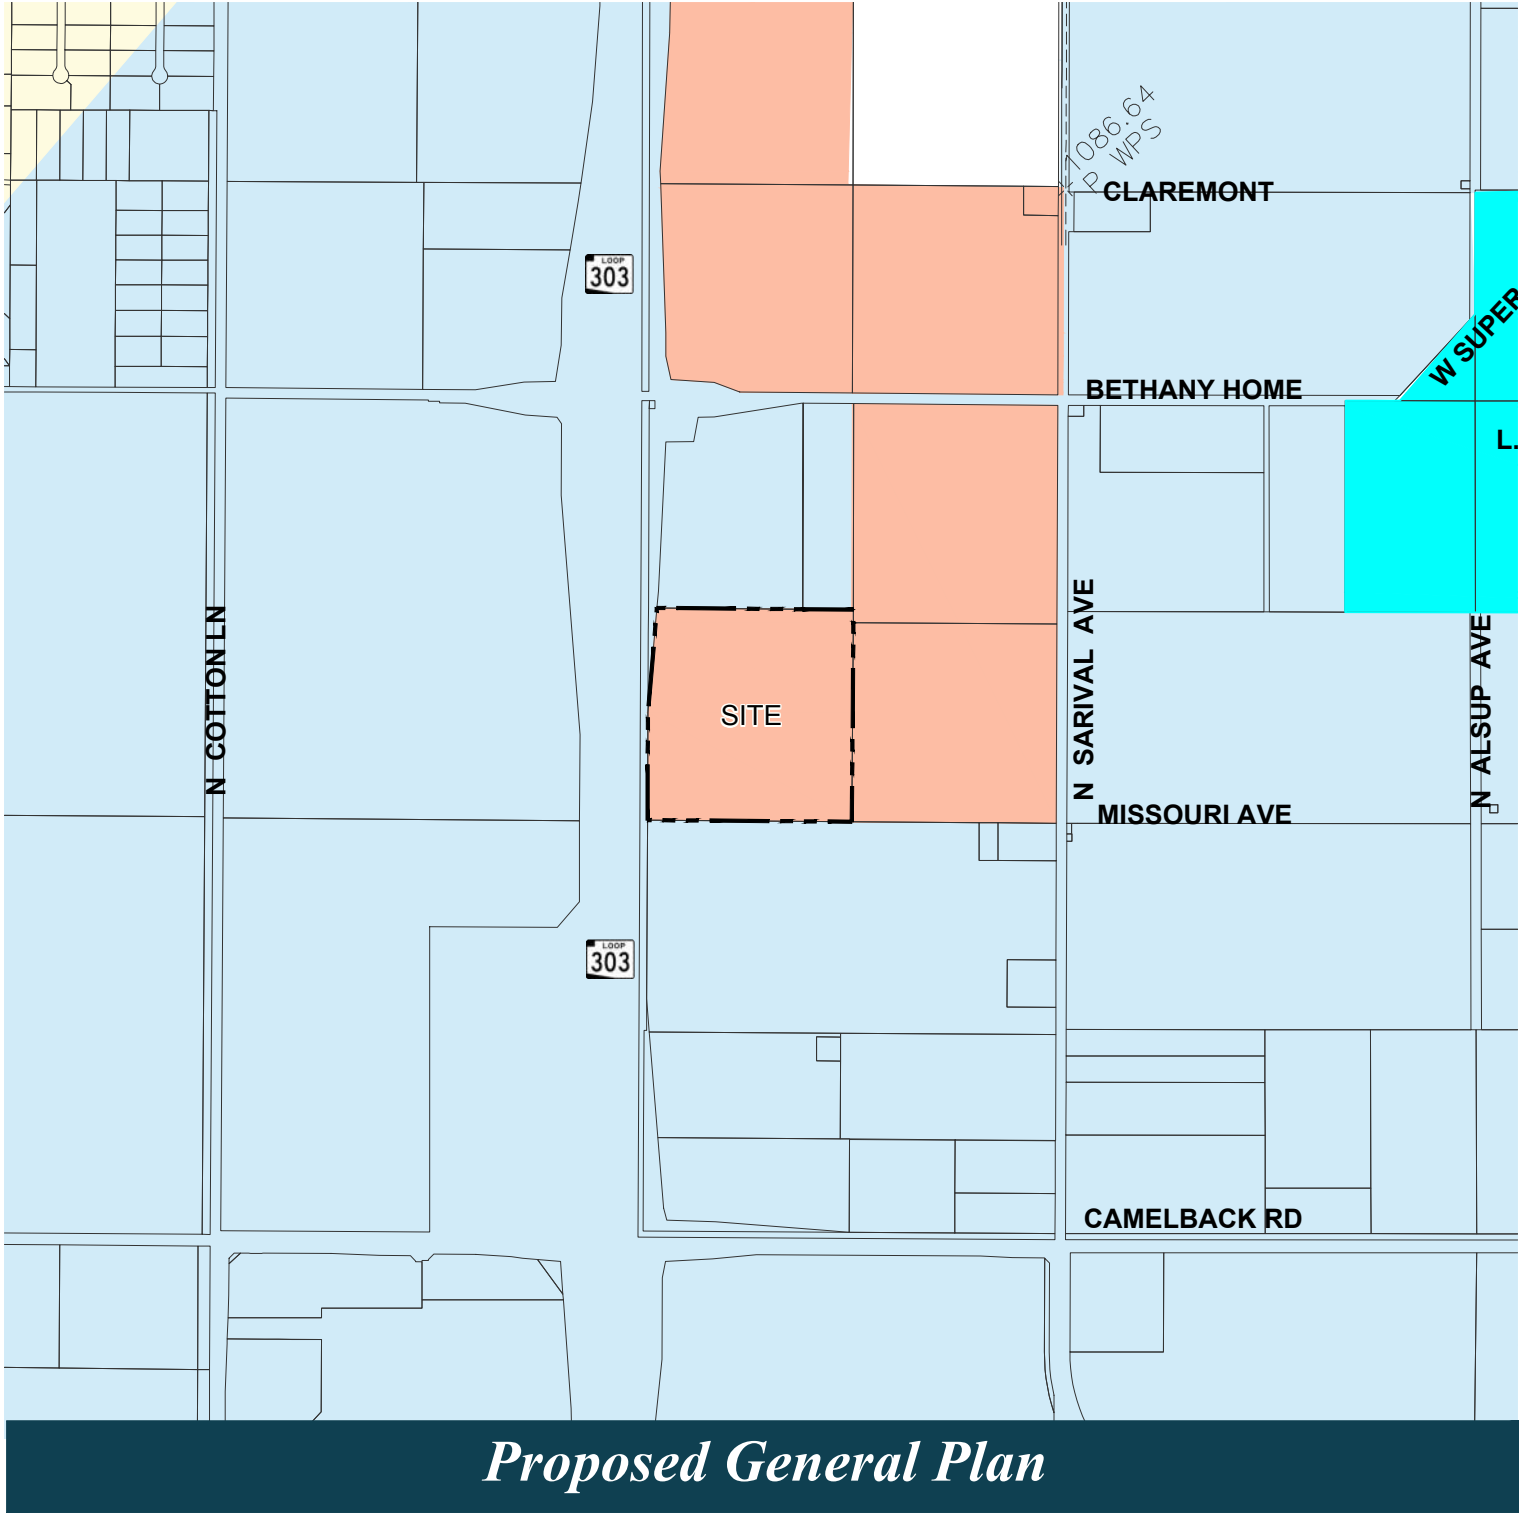 1086.64
P WPS
CLAREMONT
LOOP
303
W SUPER
BETHANY HOME
L.
N COTTON LN
SITE
N SARIVAL AVE
N ALSUP AVE
MISSOURI AVE
LOOP
303
CAMELBACK RD
Proposed General Plan